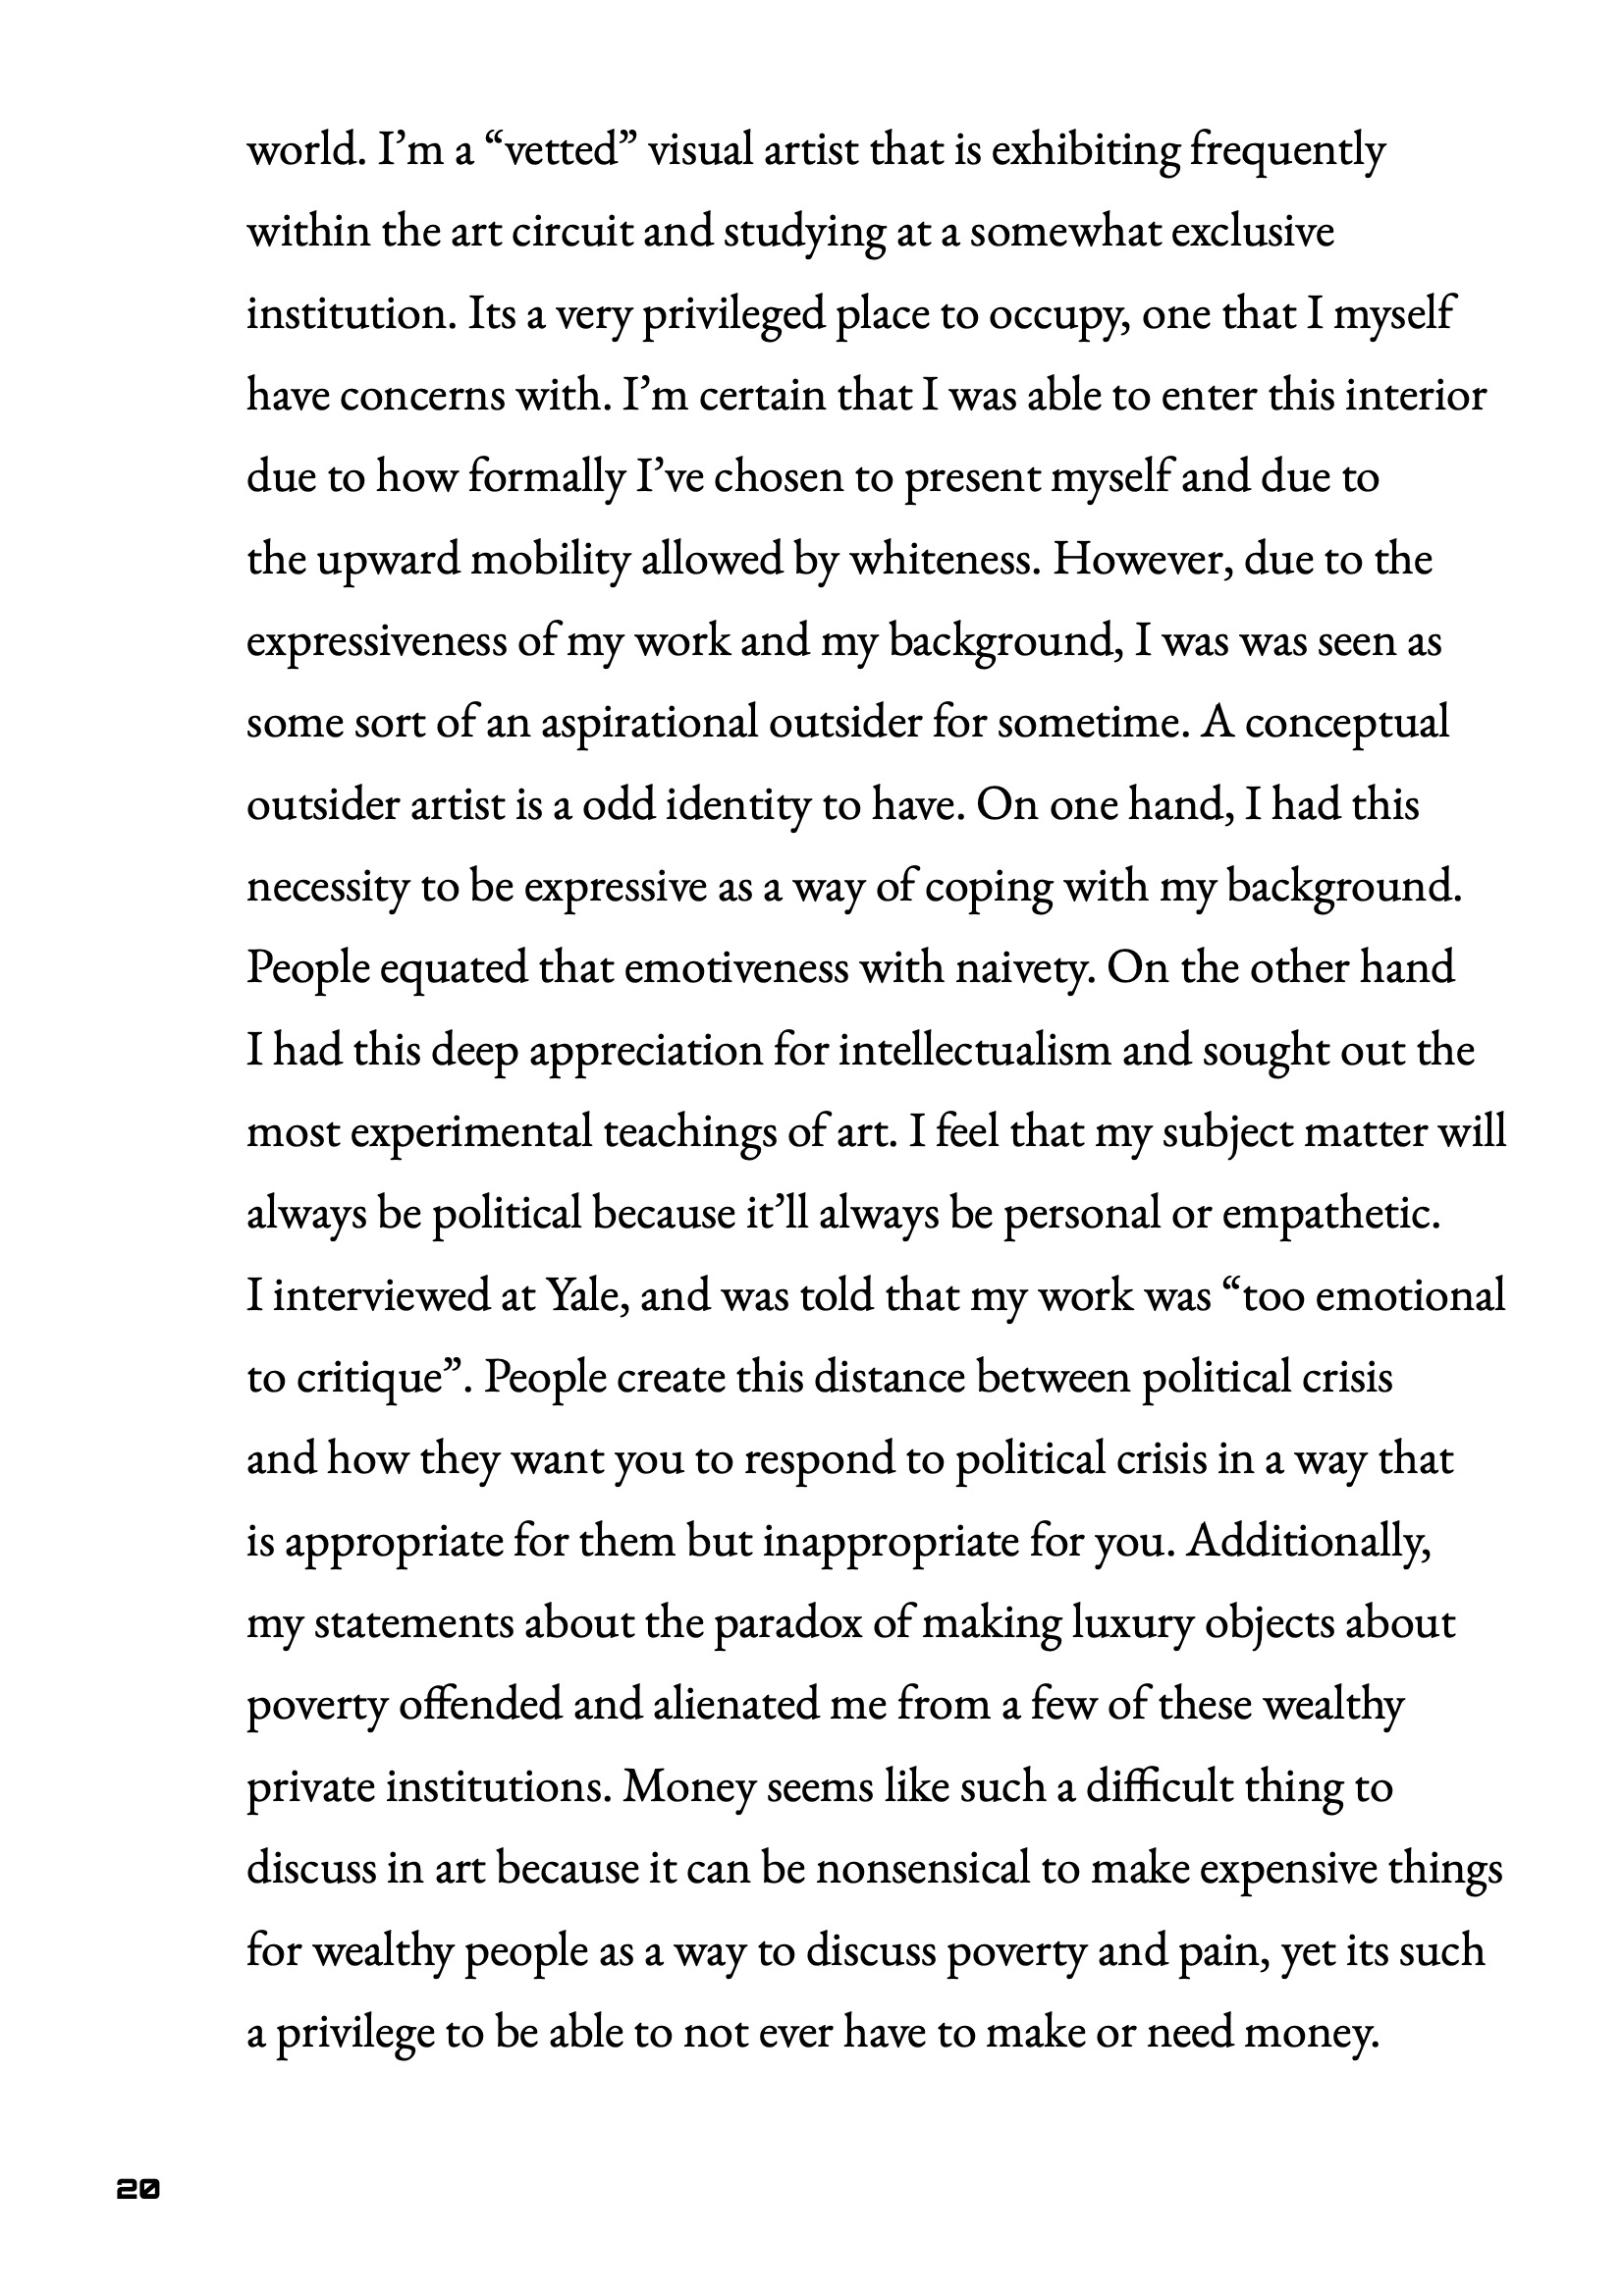 world. I’m a “vetted” visual artist that is exhibiting frequently
within the art circuit and studying at a somewhat exclusive
institution. Its a very privileged place to occupy, one that I myself
have concerns with. I’m certain that I was able to enter this interior
due to how formally I’ve chosen to present myself and due to
the upward mobility allowed by whiteness. However, due to the
expressiveness of my work and my background, I was was seen as
some sort of an aspirational outsider for sometime. A conceptual
outsider artist is a odd identity to have. On one hand, I had this
necessity to be expressive as a way of coping with my background.
People equated that emotiveness with naivety. On the other hand
I had this deep appreciation for intellectualism and sought out the
most experimental teachings of art. I feel that my subject matter will
always be political because it’ll always be personal or empathetic.
I interviewed at Yale, and was told that my work was “too emotional
to critique”. People create this distance between political crisis
and how they want you to respond to political crisis in a way that
is appropriate for them but inappropriate for you. Additionally,
my statements about the paradox of making luxury objects about
poverty offended and alienated me from a few of these wealthy
private institutions. Money seems like such a difficult thing to
discuss in art because it can be nonsensical to make expensive things
for wealthy people as a way to discuss poverty and pain, yet its such
a privilege to be able to not ever have to make or need money.
20